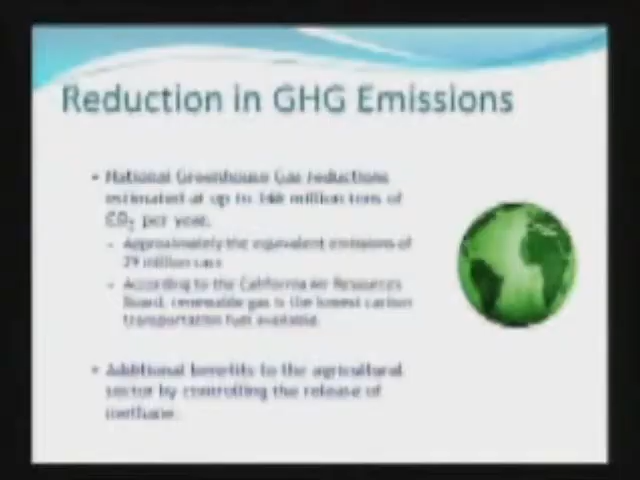 Reduction in GHG Emissions
• National Greenhouse Gas reductions
estimated at up to million tons of
CO₂ per year.
- Approximately the equivalent emissions of
29 million cars
- According to the California Air Resources
Board, renewable gas is the lowest carbon
transportation fuel available.
• Additional benefits to the agricultural
sector by controlling the release of
methane.